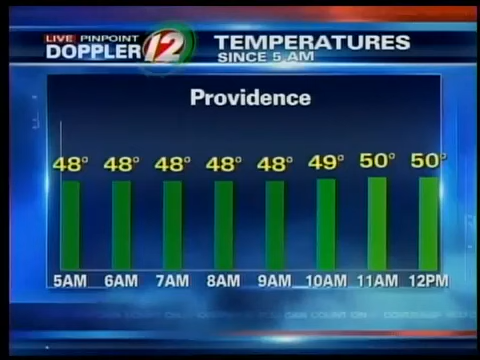 LIVE PINPOINT
DOPPLER 12
TEMPERATURES
SINCE 5 AM
Providence
48° 48° 48° 48° 48° 49° 50° 50°
5AM 6AM 7AM 8AM 9AM 10AM 11AM 12PM